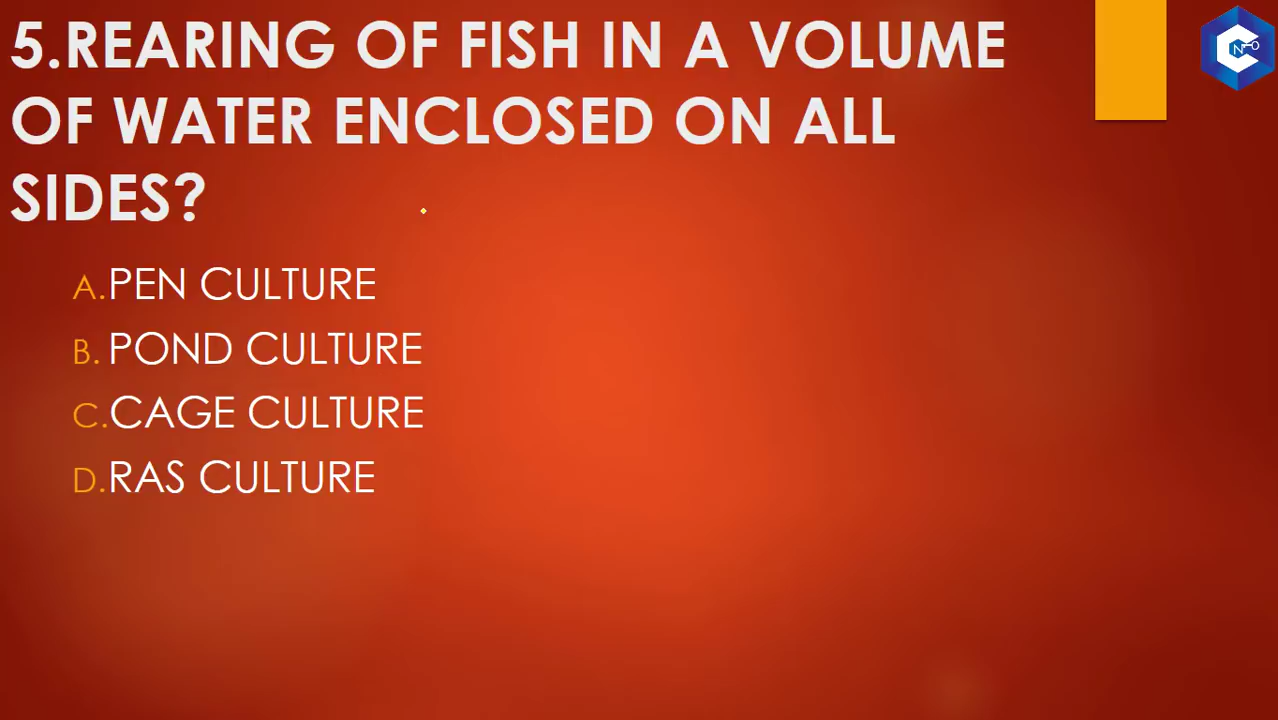 5.REARING OF FISH IN A VOLUME
OF WATER ENCLOSED ON ALL
SIDES?
A.PEN CULTURE
B. POND CULTURE
C.CAGE CULTURE
D.RAS CULTURE
C
N